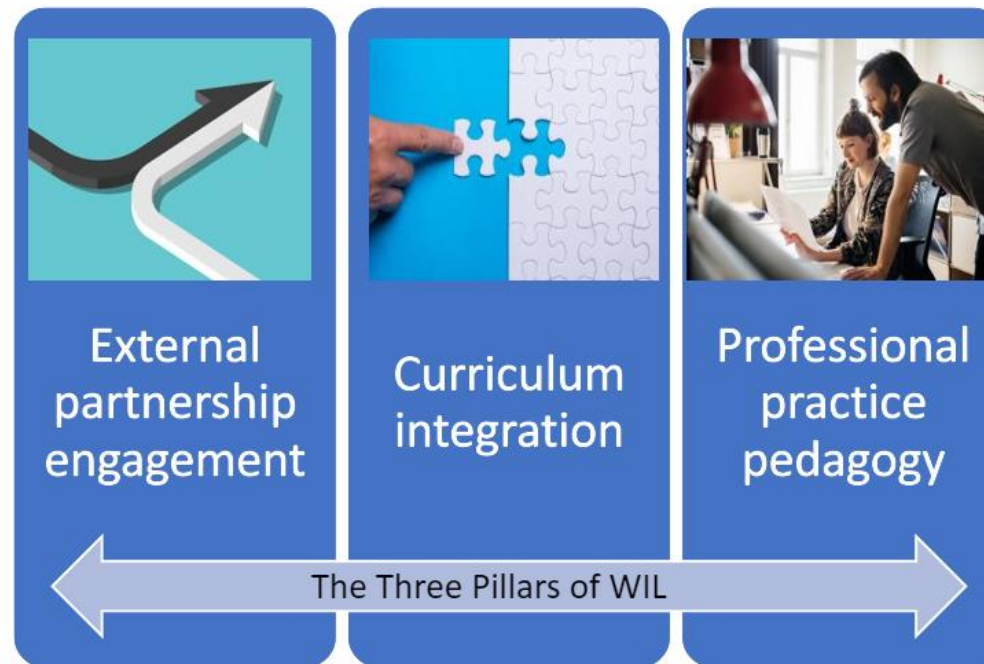 External
partnership
engagement
Curriculum
integration
Professional
practice
pedagogy
The Three Pillars of WIL